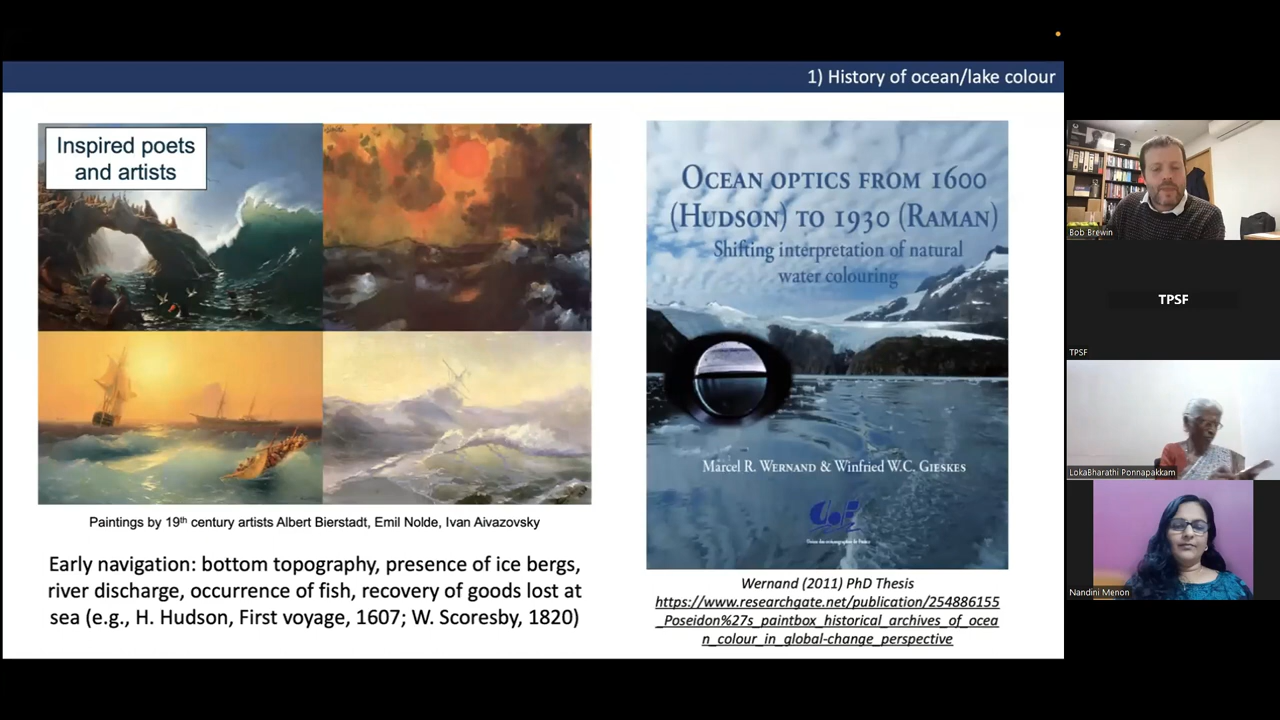 1) History of ocean/lake colour
Inspired poets
and artists
Paintings by 19th century artists Albert Bierstadt, Emil Nolde, Ivan Aivazovsky
Early navigation: bottom topography, presence of ice bergs,
river discharge, occurrence of fish, recovery of goods lost at
sea (e.g., H. Hudson, First voyage, 1607; W. Scoresby, 1820)
OCEAN OPTICS FROM 1600
(HUDSON) TO 1930 (RAMAN)
Shifting interpretation of natural
water colouring
Marcel R. WERNAND & Winfried W.C. GIESKES
Wernand (2011) PhD Thesis
https://www.researchgate.net/publication/254886155
_Poseidon%27s_paintbox_historical_archives_of_ocea
n_colour_in_global-change_perspective
Bob Brewin
TPSF
TPSF
LokaBharathi Ponnapakkam
Nandini Menon